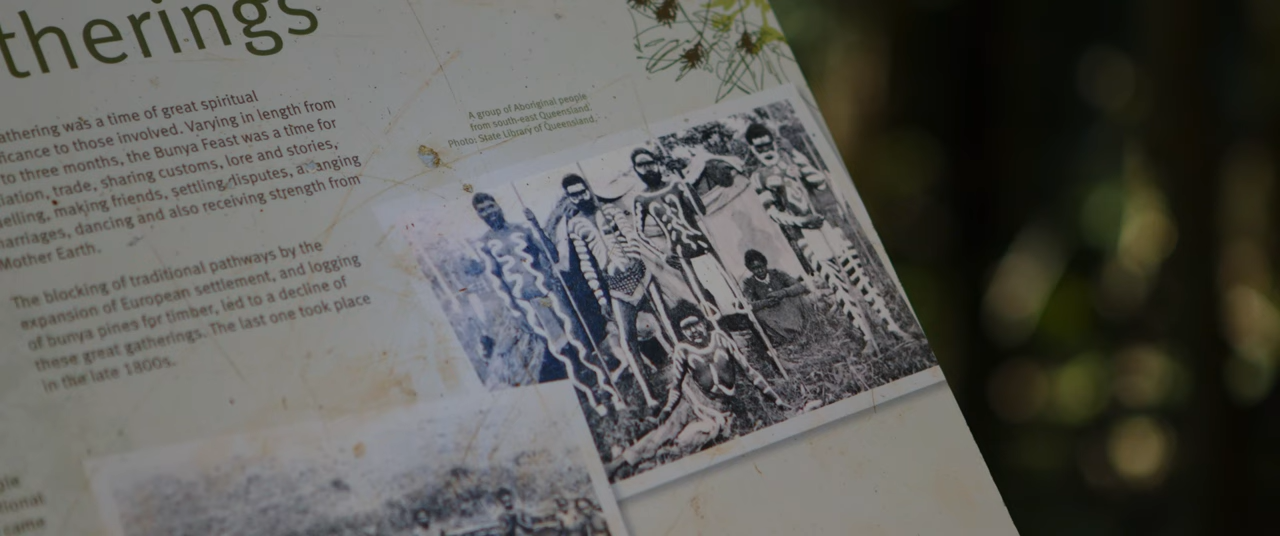 therings
athering was a time of great spiritual
ficance to those involved. Varying in length from
to three months, the Bunya Feast was a time for
iation, trade, sharing customs, lore and stories,
elling, making friends, settling disputes, arranging
marriages, dancing and also receiving strength from
Mother Earth.
The blocking of traditional pathways by the
expansion of European settlement, and logging
of bunya pines for timber, led to a decline of
these great gatherings. The last one took place
in the late 1800s.
A group of Aboriginal people
from south-east Queensland.
Photo: State Library of Queensland.
ple
tional
came